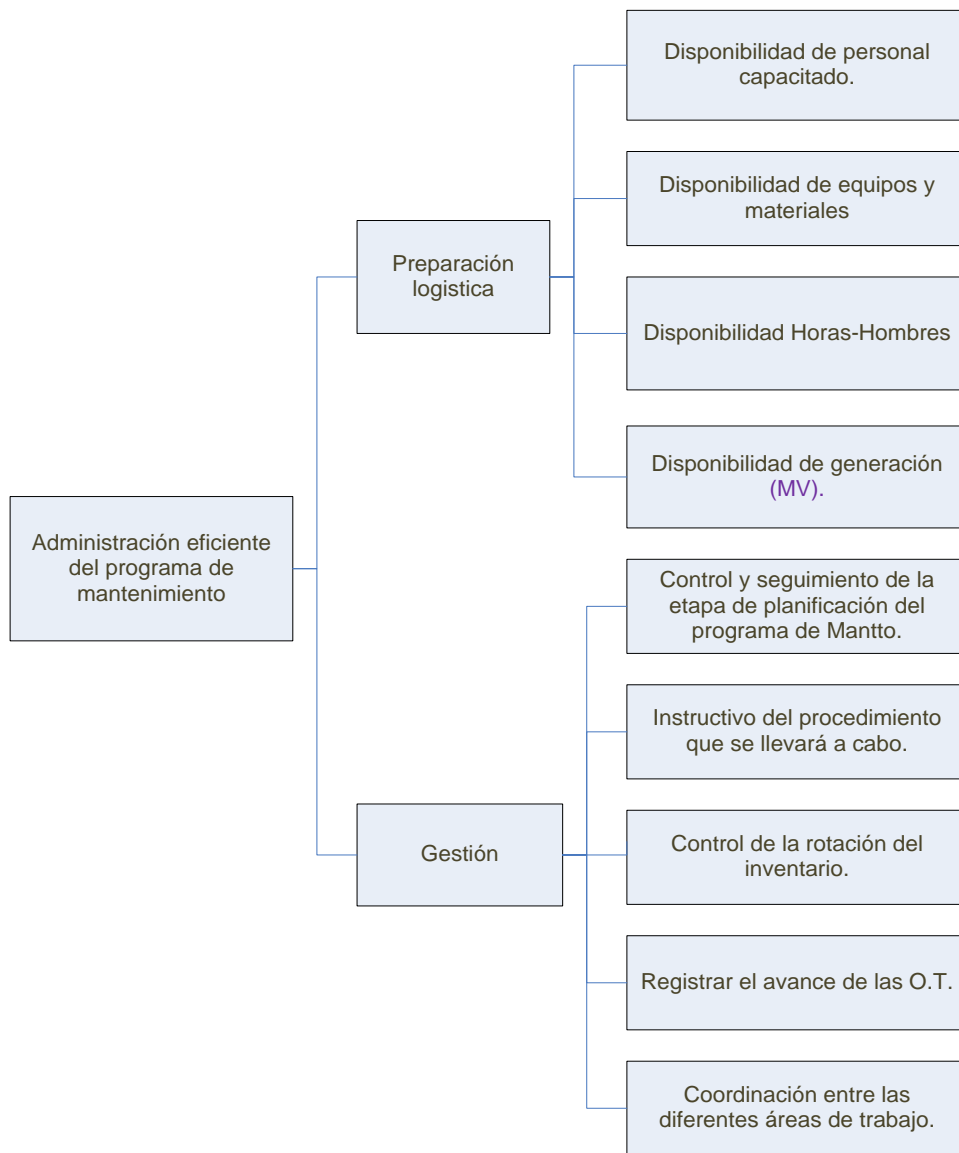 Administración eficiente
del programa de
mantenimiento
Preparación
logistica
Disponibilidad de personal
capacitado.
Disponibilidad de equipos y
materiales
Disponibilidad Horas-Hombres
Disponibilidad de generación
(MV).
Gestión
Control y seguimiento de la
etapa de planificación del
programa de Mantto.
Instructivo del procedimiento
que se llevará a cabo.
Control de la rotación del
inventario.
Registrar el avance de las O.T.
Coordinación entre las
diferentes áreas de trabajo.